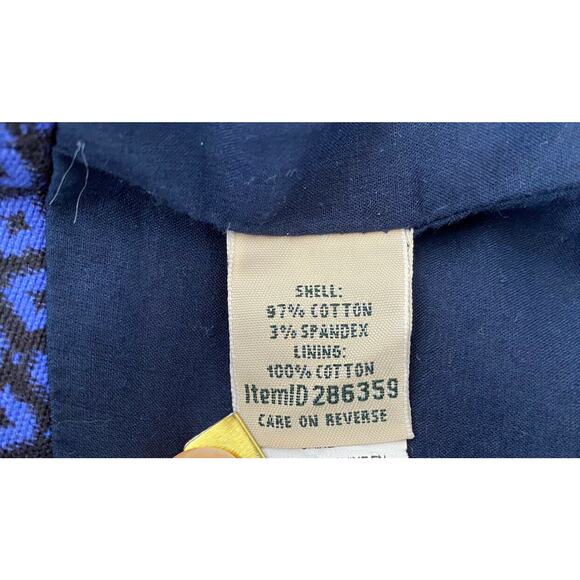 SHELL:
97% COTTON
3% SPANDEX
LINING:
100% COTTON
ItemID 286359
CARE ON REVERSE